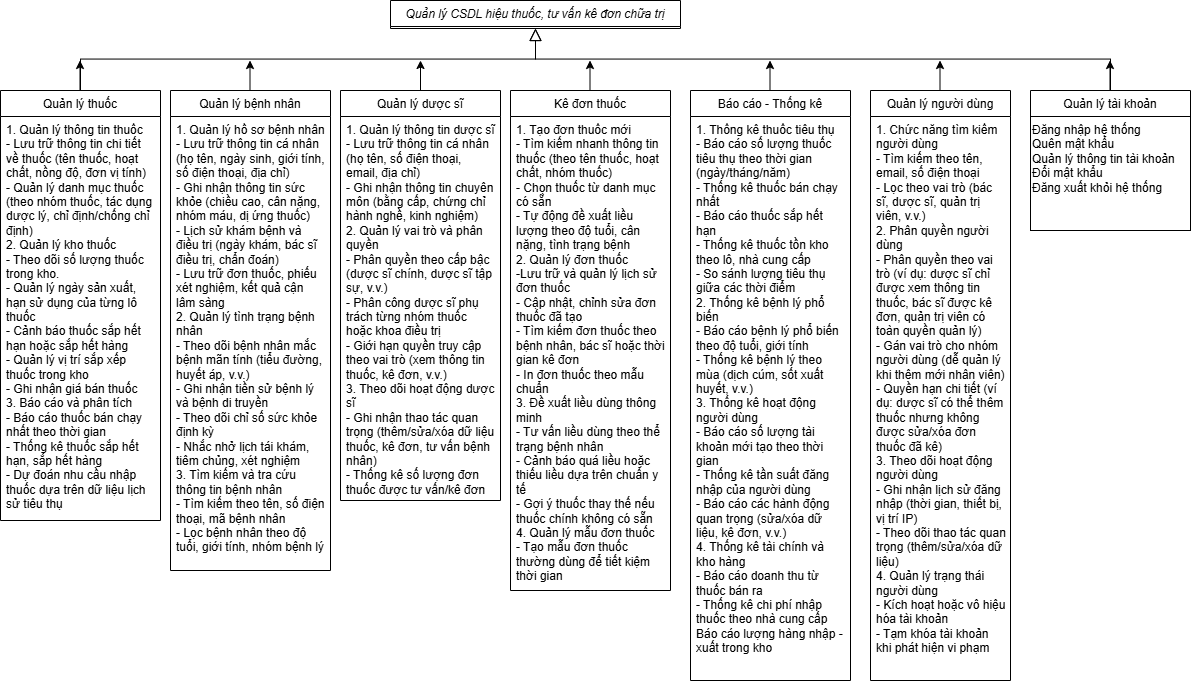 Quản lý CSDL hiệu thuốc, tư vấn kê đơn chữa trị
Quản lý thuốc
1. Quản lý thông tin thuốc
- Lưu trữ thông tin chi tiết
về thuốc (tên thuốc, hoạt
chất, nồng độ, đơn vị tính)
- Quản lý danh mục thuốc
(theo nhóm thuốc, tác dụng
dược lý, chỉ định/chống chỉ
định)
2. Quản lý kho thuốc
- Theo dõi số lượng thuốc
trong kho.
- Quản lý ngày sản xuất,
hạn sử dụng của từng lô
thuốc
- Cảnh báo thuốc sắp hết
hạn hoặc sắp hết hàng
- Quản lý vị trí sắp xếp
thuốc trong kho
- Ghi nhận giá bán thuốc
3. Báo cáo và phân tích
- Báo cáo thuốc bán chạy
nhất theo thời gian
- Thống kê thuốc sắp hết
hạn, sắp hết hàng
- Dự đoán nhu cầu nhập
thuốc dựa trên dữ liệu lịch
sử tiêu thụ
Quản lý bệnh nhân
1. Quản lý hồ sơ bệnh nhân
- Lưu trữ thông tin cá nhân
(họ tên, ngày sinh, giới tính,
số điện thoại, địa chỉ)
- Ghi nhận thông tin sức
khỏe (chiều cao, cân nặng,
nhóm máu, dị ứng thuốc)
- Lịch sử khám bệnh và
điều trị (ngày khám, bác sĩ
điều trị, chẩn đoán)
- Lưu trữ đơn thuốc, phiếu
xét nghiệm, kết quả cận
lâm sàng
2. Quản lý tình trạng bệnh
nhân
- Theo dõi bệnh nhân mắc
bệnh mãn tính (tiểu đường,
huyết áp, v.v.)
- Ghi nhận tiền sử bệnh lý
và bệnh di truyền
- Theo dõi chỉ số sức khỏe
định kỳ
- Nhắc nhở lịch tái khám,
tiêm chủng, xét nghiệm
3. Tìm kiếm và tra cứu
thông tin bệnh nhân
- Tìm kiếm theo tên, số điện
thoại, mã bệnh nhân
- Lọc bệnh nhân theo độ
tuổi, giới tính, nhóm bệnh lý
Quản lý dược sĩ
1. Quản lý thông tin dược sĩ
- Lưu trữ thông tin cá nhân
(họ tên, số điện thoại,
email, địa chỉ)
- Ghi nhận thông tin chuyên
môn (bằng cấp, chứng chỉ
hành nghề, kinh nghiệm)
2. Quản lý vai trò và phân
quyền
- Phân quyền theo cấp bậc
(dược sĩ chính, dược sĩ tập
sự, v.v.)
- Phân công dược sĩ phụ
trách từng nhóm thuốc
hoặc khoa điều trị
- Giới hạn quyền truy cập
theo vai trò (xem thông tin
thuốc, kê đơn, v.v.)
3. Theo dõi hoạt động dược
sĩ
- Ghi nhận thao tác quan
trọng (thêm/sửa/xóa dữ liệu
thuốc, kê đơn, tư vấn bệnh
nhân)
- Thống kê số lượng đơn
thuốc được tư vấn/kê đơn
Kê đơn thuốc
1. Tạo đơn thuốc mới
- Tìm kiếm nhanh thông tin
thuốc (theo tên thuốc, hoạt
chất, nhóm thuốc)
- Chọn thuốc từ danh mục
có sẵn
- Tự động đề xuất liều
lượng theo độ tuổi, cân
nặng, tình trạng bệnh
2. Quản lý đơn thuốc
-Lưu trữ và quản lý lịch sử
đơn thuốc
- Cập nhật, chỉnh sửa đơn
thuốc đã tạo
- Tìm kiếm đơn thuốc theo
bệnh nhân, bác sĩ hoặc thời
gian kê đơn
- In đơn thuốc theo mẫu
chuẩn
3. Đề xuất liều dùng thông
minh
- Tư vấn liều dùng theo thể
trạng bệnh nhân
- Cảnh báo quá liều hoặc
thiếu liều dựa trên chuẩn y
tế
- Gợi ý thuốc thay thế nếu
thuốc chính không có sẵn
4. Quản lý mẫu đơn thuốc
- Tạo mẫu đơn thuốc
thường dùng để tiết kiệm
thời gian
Báo cáo - Thống kê
1. Thống kê thuốc tiêu thụ
- Báo cáo số lượng thuốc
tiêu thụ theo thời gian
(ngày/tháng/năm)
- Thống kê thuốc bán chạy
nhất
- Báo cáo thuốc sắp hết
hạn
- Thống kê thuốc tồn kho
theo lô, nhà cung cấp
- So sánh lượng tiêu thụ
giữa các thời điểm
2. Thống kê bệnh lý phổ
biến
- Báo cáo bệnh lý phổ biến
theo độ tuổi, giới tính
- Thống kê bệnh lý theo
mùa (dịch cúm, sốt xuất
huyết, v.v.)
3. Thống kê hoạt động
người dùng
- Báo cáo số lượng tài
khoản mới tạo theo thời
gian
- Thống kê tần suất đăng
nhập của người dùng
- Báo cáo các hành động
quan trọng (sửa/xóa dữ
liệu, kê đơn, v.v.)
4. Thống kê tài chính và
kho hàng
- Báo cáo doanh thu từ
thuốc bán ra
- Thống kê chi phí nhập
thuốc theo nhà cung cấp
Báo cáo lượng hàng nhập -
xuất trong kho
Quản lý người dùng
1. Chức năng tìm kiếm
người dùng
- Tìm kiếm theo tên,
email, số điện thoại
- Lọc theo vai trò (bác
sĩ, dược sĩ, quản trị
viên, v.v.)
2. Phân quyền người
dùng
- Phân quyền theo vai
trò (ví dụ: dược sĩ chỉ
được xem thông tin
thuốc, bác sĩ được kê
đơn, quản trị viên có
toàn quyền quản lý)
- Gán vai trò cho nhóm
người dùng (dễ quản lý
khi thêm mới nhân viên)
- Quyền hạn chi tiết (ví
dụ: dược sĩ có thể thêm
thuốc nhưng không
được sửa/xóa đơn
thuốc đã kê)
3. Theo dõi hoạt động
người dùng
- Ghi nhận lịch sử đăng
nhập (thời gian, thiết bị,
vị trí IP)
- Theo dõi thao tác quan
trọng (thêm/sửa/xóa dữ
liệu)
4. Quản lý trạng thái
người dùng
- Kích hoạt hoặc vô hiệu
hóa tài khoản
- Tạm khóa tài khoản
khi phát hiện vi phạm
Quản lý tài khoản
Đăng nhập hệ thống
Quên mật khẩu
Quản lý thông tin tài khoản
Đổi mật khẩu
Đăng xuất khỏi hệ thống